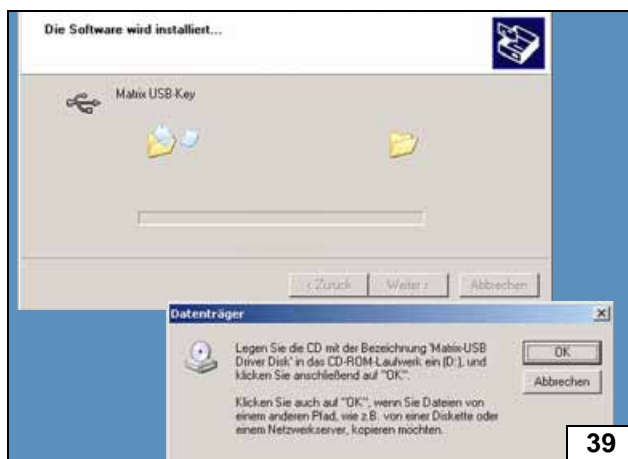 Die Software wird installiert...
Matrix USB-Key
< Zurück
Weiter >
Abbrechen
Datenträger
Legen Sie die CD mit der Bezeichnung 'Matrix-USB
Driver Disk' in das CD-ROM-Laufwerk ein (D:), und
klicken Sie anschließend auf "OK".
Klicken Sie auch auf "OK", wenn Sie Dateien von
einem anderen Pfad, wie z.B. von einer Diskette oder
einem Netzwerkserver, kopieren möchten.
OK
Abbrechen
39